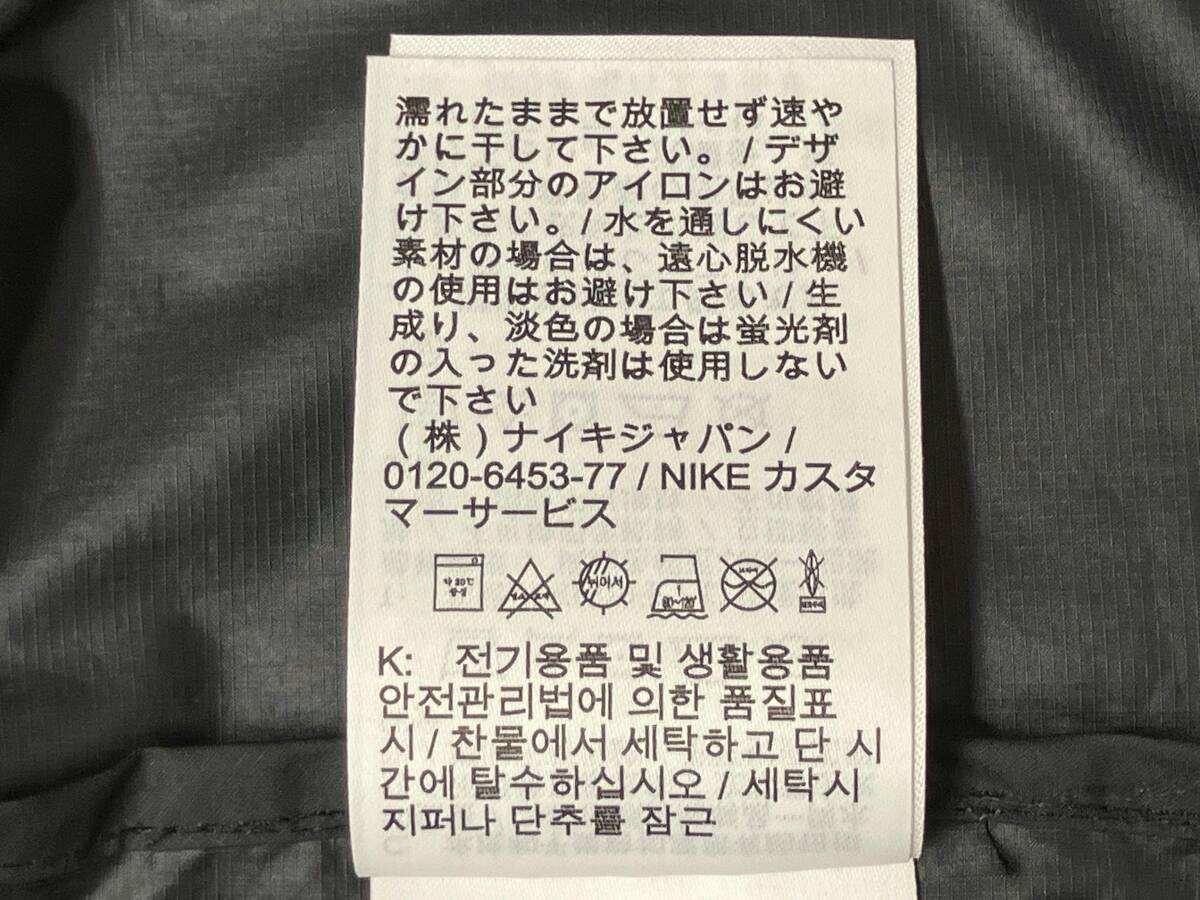 濡れたままで放置せず速や
かに干して下さい。 / デザ
イン部分のアイロンはお避
け下さい。/ 水を通しにくい
素材の場合は、遠心脱水機
の使用はお避け下さい / 生
成り、淡色の場合は蛍光剤
の入った洗剤は使用しない
で下さい
(株) ナイキジャパン /
0120-6453-77 / NIKE カスタ
マーサービス
약 30℃ 뉘어서 80~120℃
K: 전기용품 및 생활용품
안전관리법에 의한 품질표
시 / 찬물에서 세탁하고 단 시
간에 탈수하십시오 / 세탁시
지퍼나 단추를 잠근